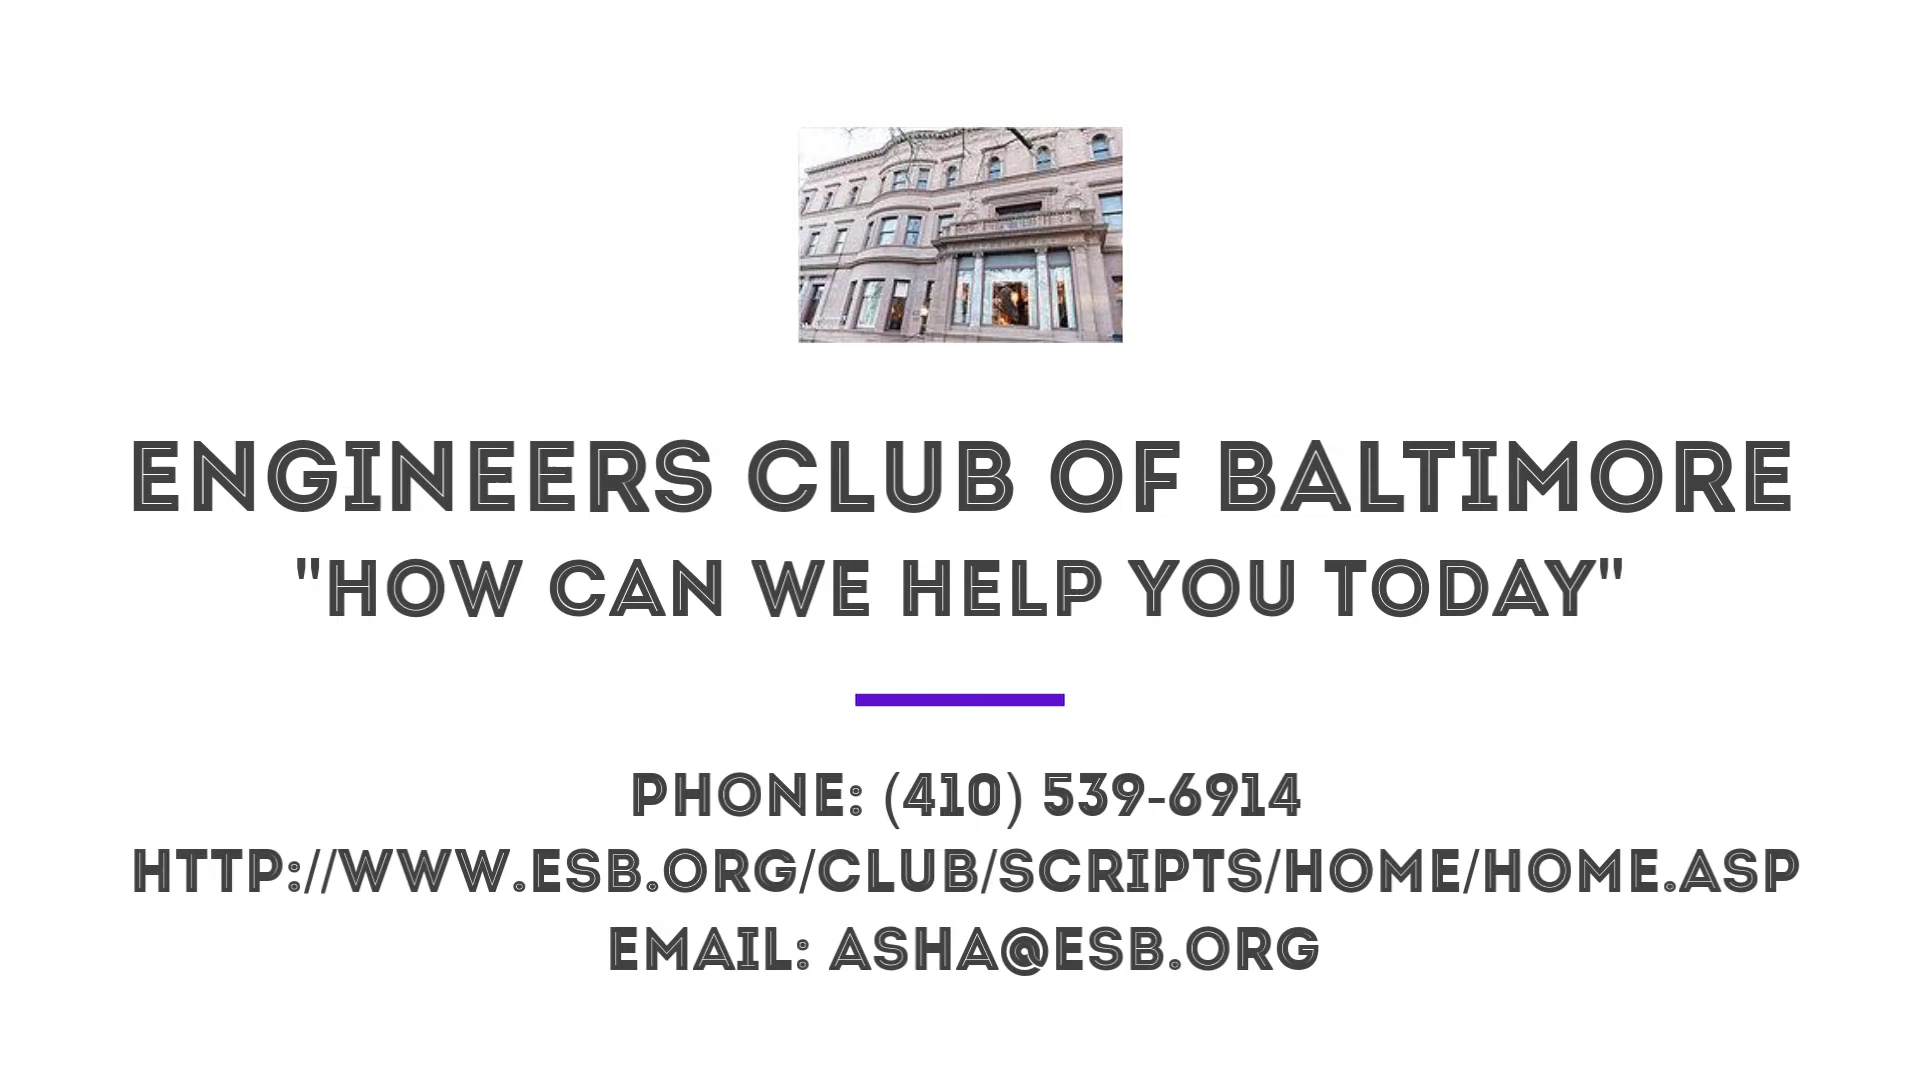 ENGINEERS CLUB OF BALTIMORE
"HOW CAN WE HELP YOU TODAY"
PHONE: (410) 539-6914
HTTP://WWW.ESB.ORG/CLUB/SCRIPTS/HOME/HOME.ASP
EMAIL: ASHA@ESB.ORG